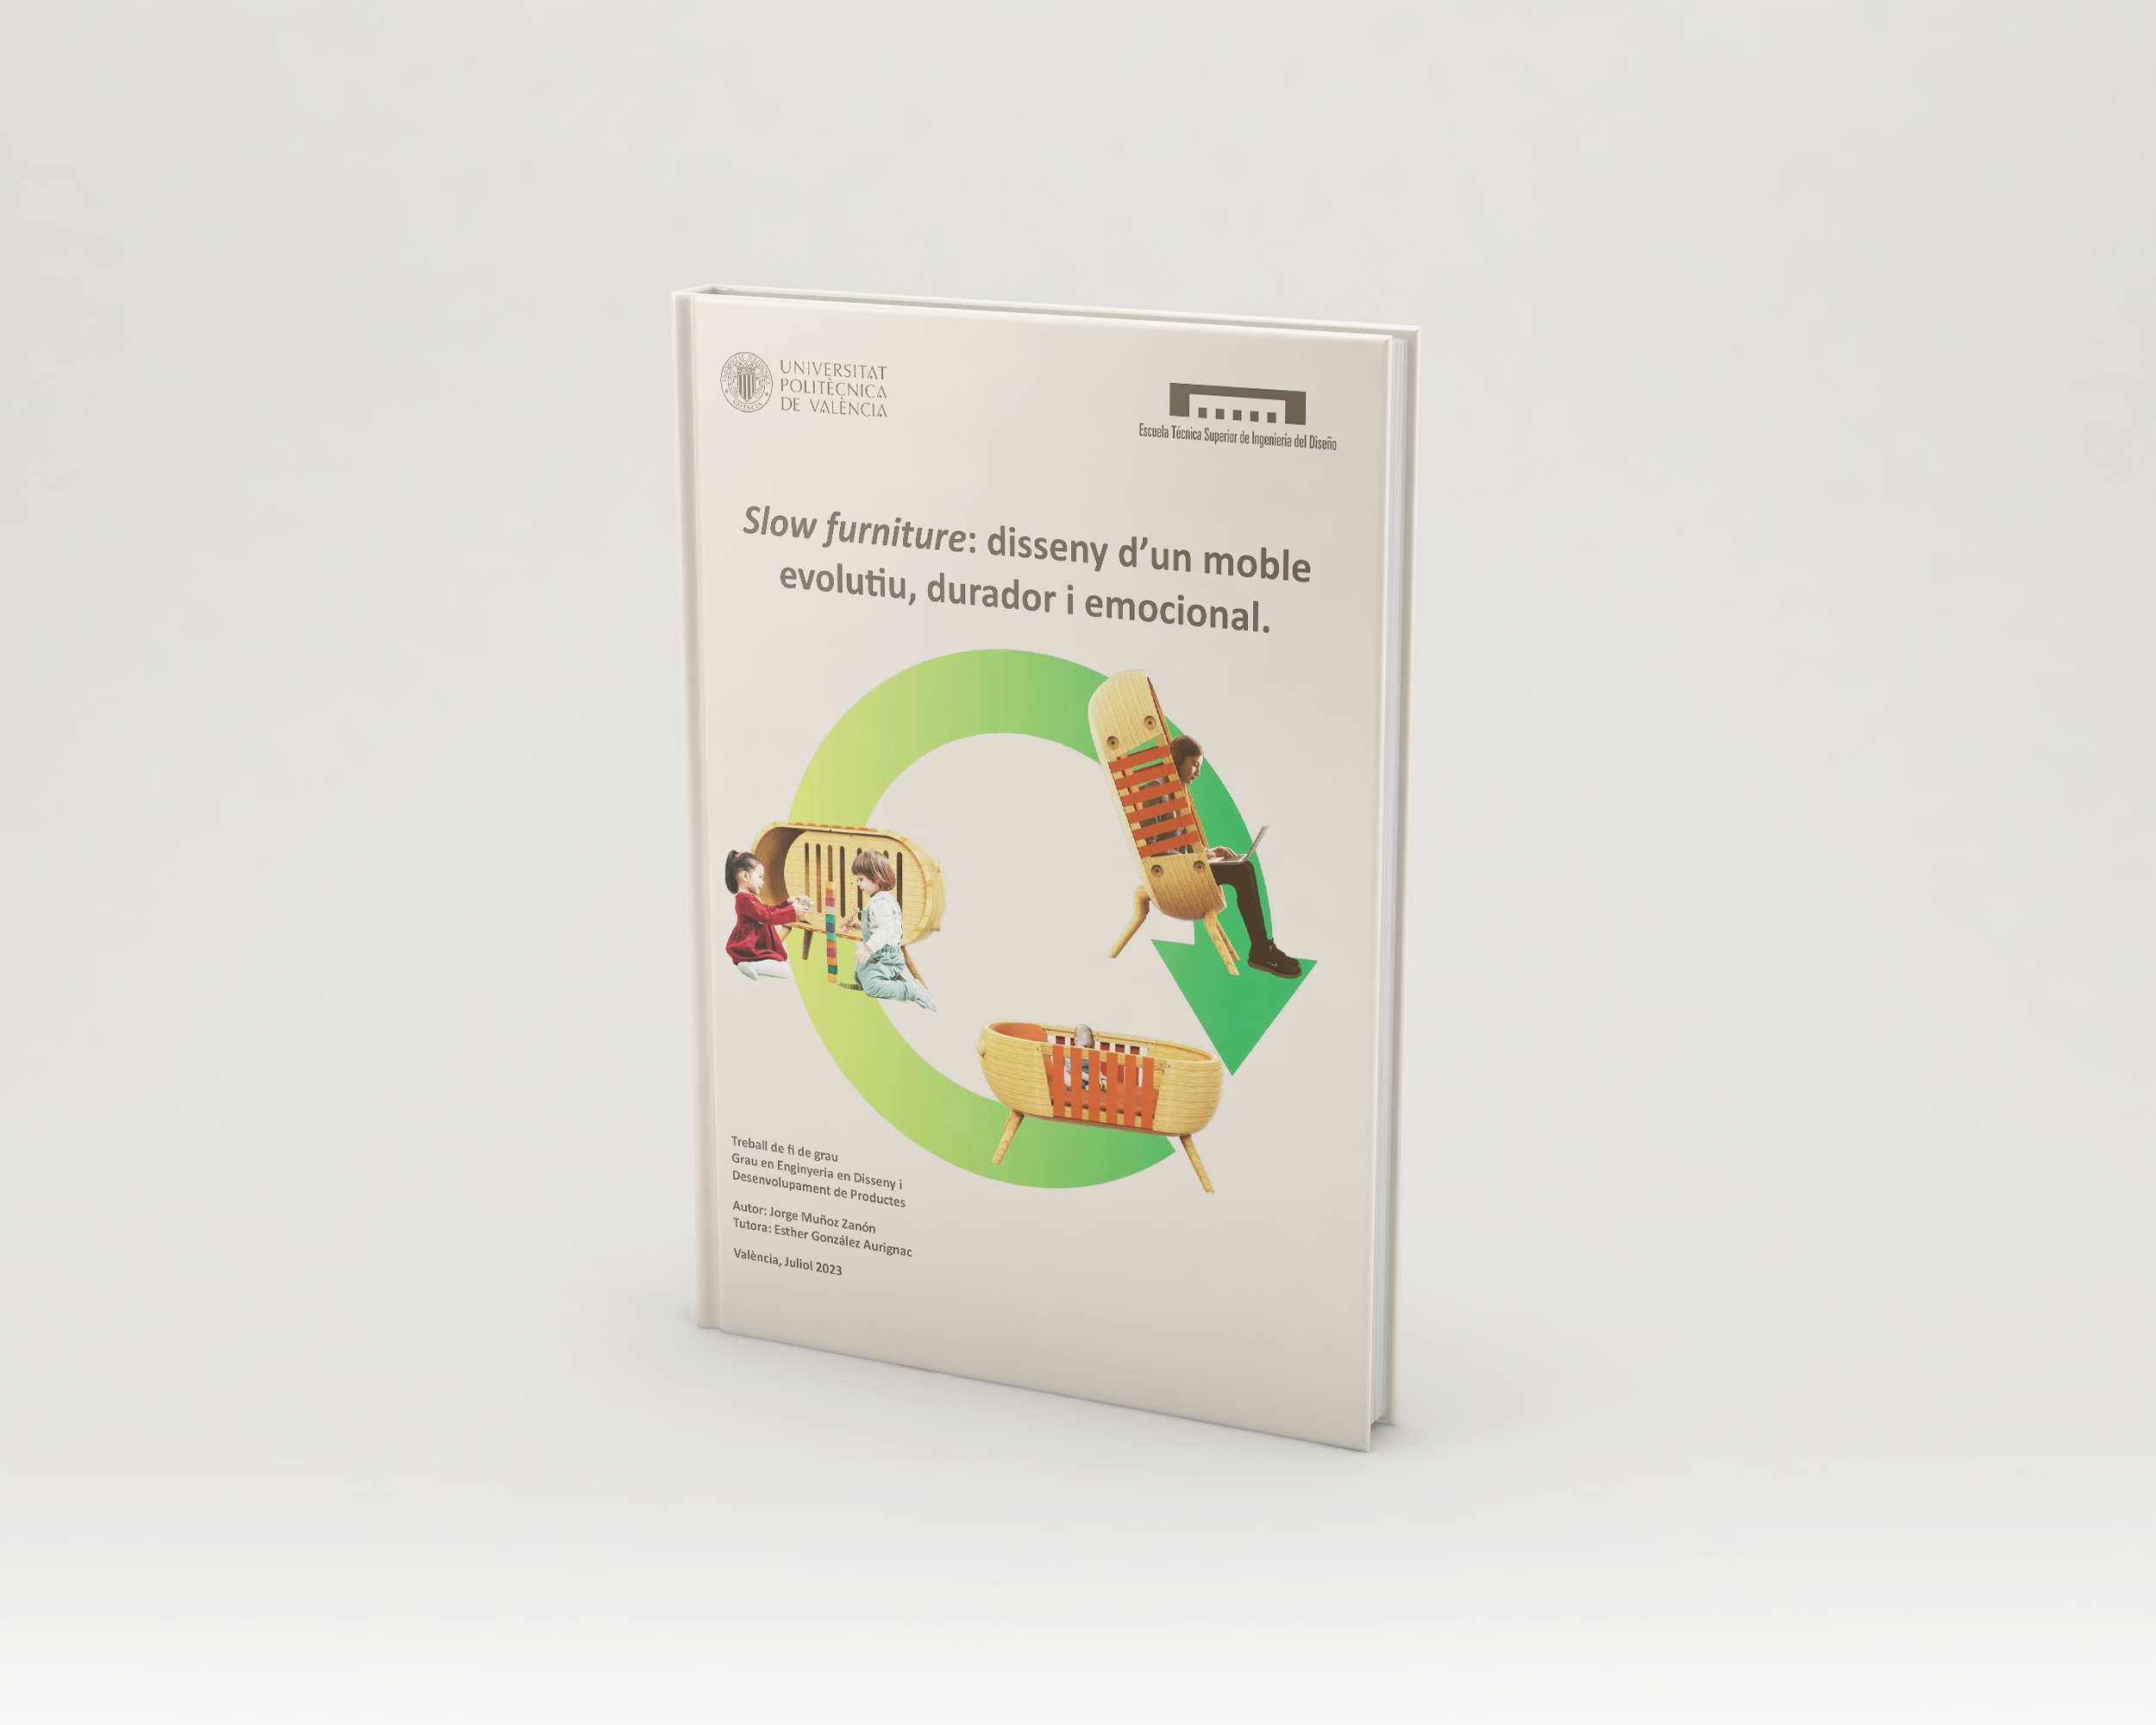 UNIVERSITAT
POLITÈCNICA
DE VALÈNCIA
Escuela Técnica Superior de Ingeniería del Diseño
Slow furniture: disseny d’un moble
evolutiu, durador i emocional.
Treball de fi de grau
Grau en Enginyeria en Disseny i
Desenvolupament de Productes
Autor: Jorge Muñoz Zanón
Tutora: Esther González Aurignac
València, Juliol 2023